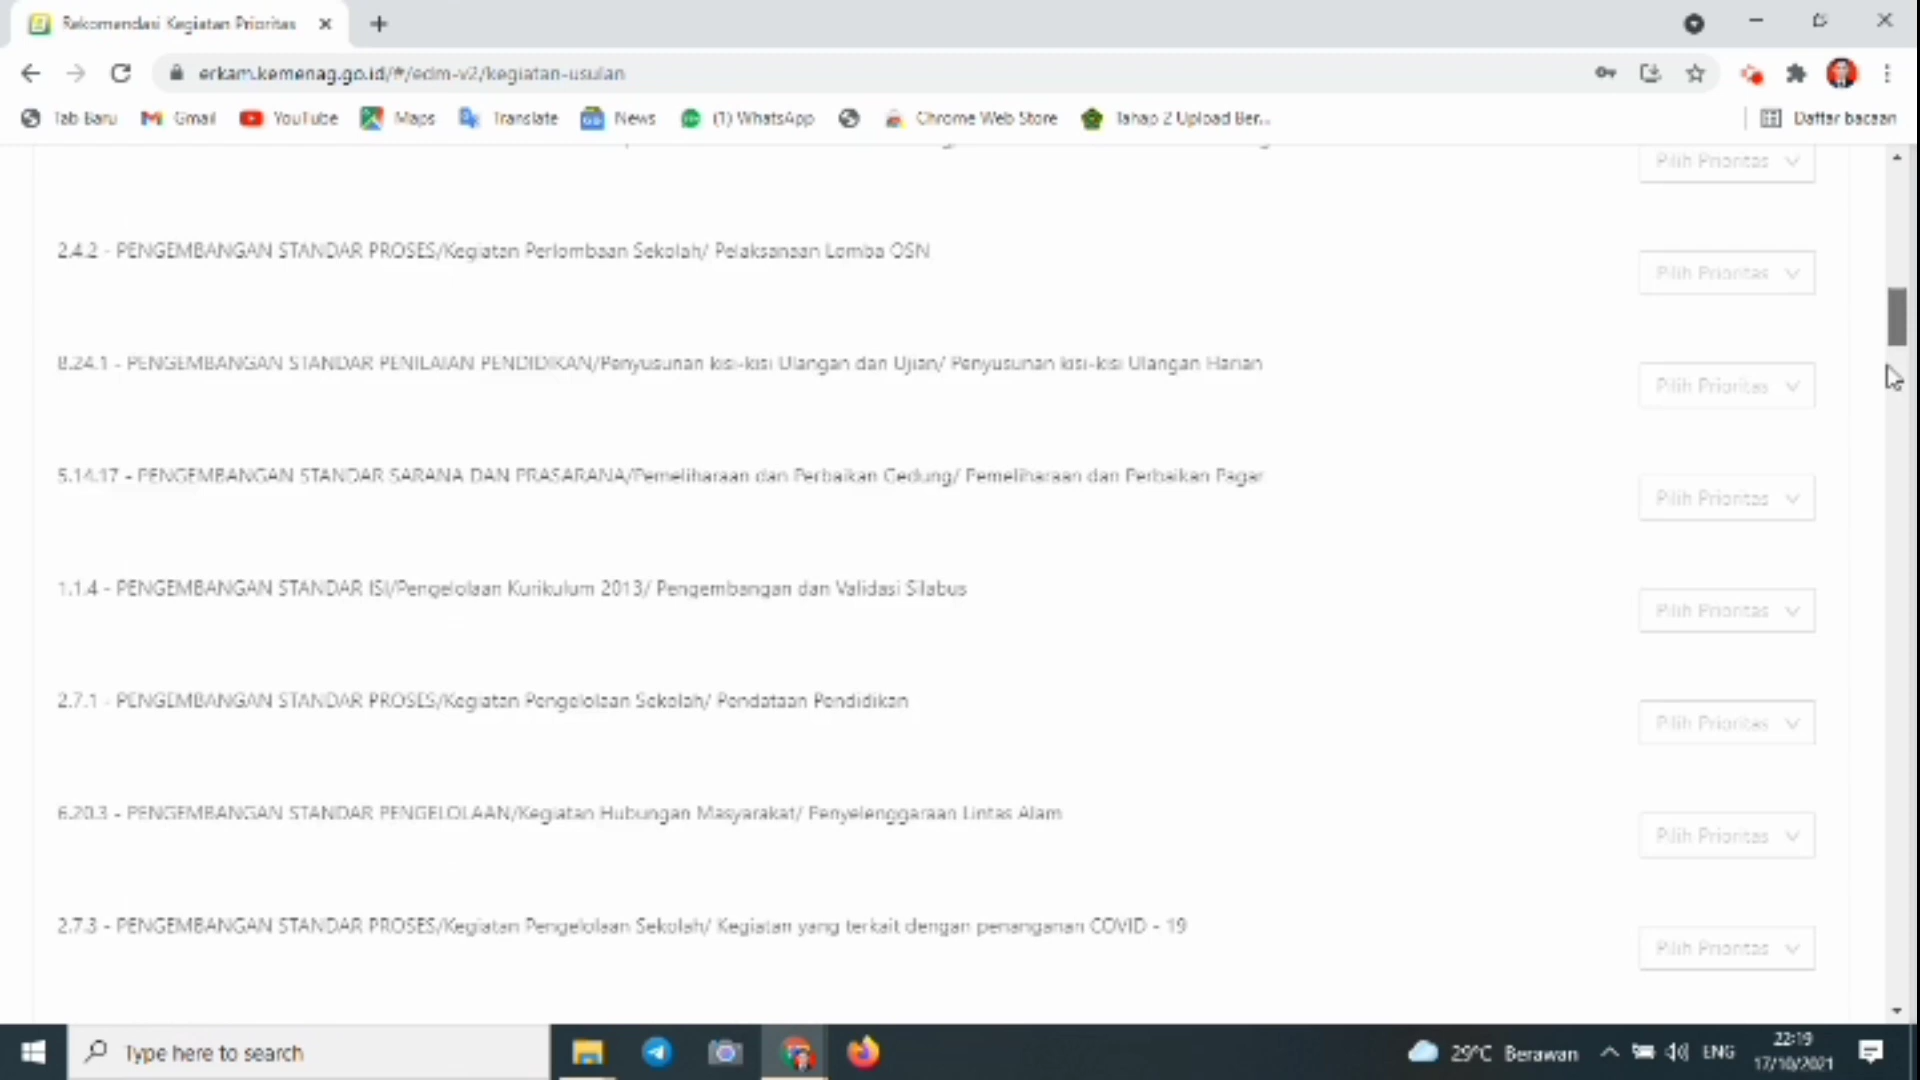 Rekomendasi Kegiatan Prioritas
erkam.kemenag.go.id/#/edm-v2/kegiatan-usulan
Tab Baru Gmail YouTube Maps Translate News (1) WhatsApp Chrome Web Store Tahap 2 Upload Ber... Daftar bacaan
Pilih Prioritas
2.4.2 - PENGEMBANGAN STANDAR PROSES/Kegiatan Perlombaan Sekolah/ Pelaksanaan Lomba OSN
Pilih Prioritas
8.24.1 - PENGEMBANGAN STANDAR PENILAIAN PENDIDIKAN/Penyusunan kisi-kisi Ulangan dan Ujian/ Penyusunan kisi-kisi Ulangan Harian
Pilih Prioritas
5.14.17 - PENGEMBANGAN STANDAR SARANA DAN PRASARANA/Pemeliharaan dan Perbaikan Gedung/ Pemeliharaan dan Perbaikan Pagar
Pilih Prioritas
1.1.4 - PENGEMBANGAN STANDAR ISI/Pengelolaan Kurikulum 2013/ Pengembangan dan Validasi Silabus
Pilih Prioritas
2.7.1 - PENGEMBANGAN STANDAR PROSES/Kegiatan Pengelolaan Sekolah/ Pendataan Pendidikan
Pilih Prioritas
6.20.3 - PENGEMBANGAN STANDAR PENGELOLAAN/Kegiatan Hubungan Masyarakat/ Penyelenggaraan Lintas Alam
Pilih Prioritas
2.7.3 - PENGEMBANGAN STANDAR PROSES/Kegiatan Pengelolaan Sekolah/ Kegiatan yang terkait dengan penanganan COVID - 19
Pilih Prioritas
Type here to search
29°C Berawan
ENG
22:19
17/10/2021